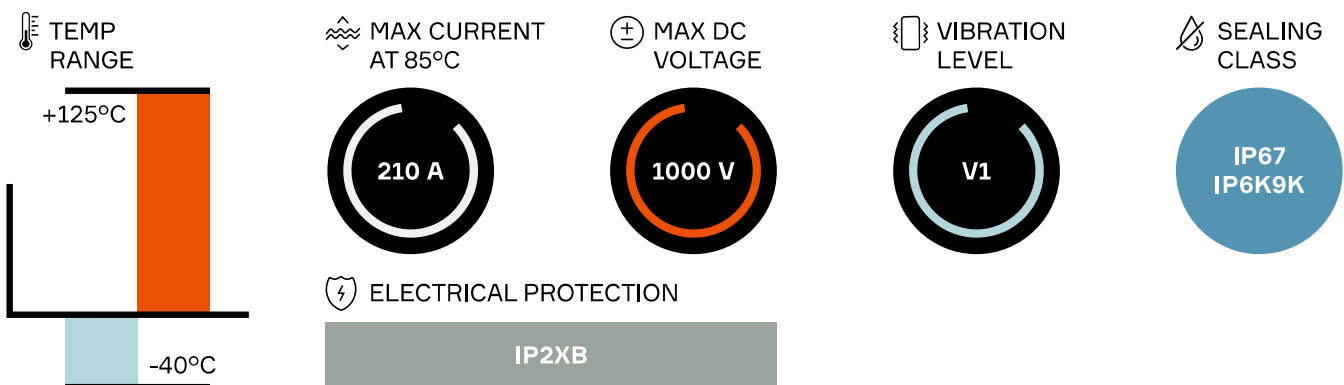 TEMP
RANGE
+125°C
-40°C
MAX CURRENT
AT 85°C
210 A
MAX DC
VOLTAGE
1000 V
VIBRATION
LEVEL
V1
SEALING
CLASS
IP67
IP6K9K
ELECTRICAL PROTECTION
IP2XB